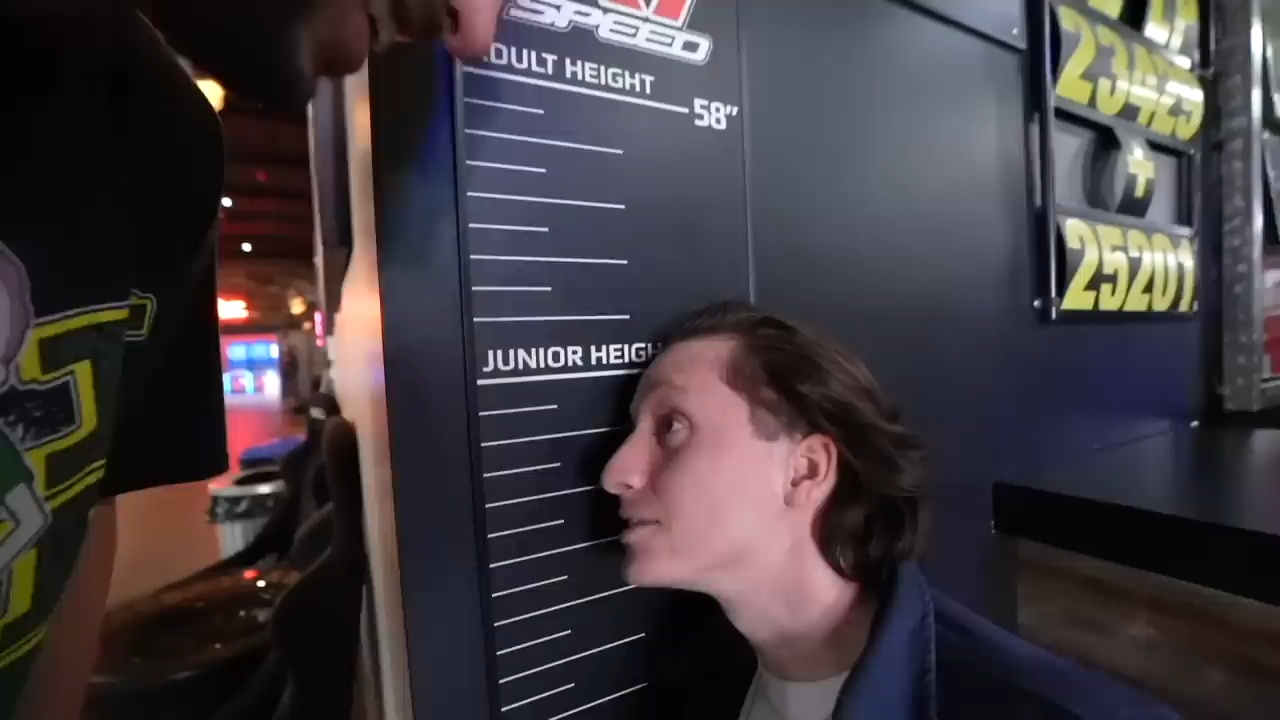 SPEED
ADULT HEIGHT
58”
JUNIOR HEIGH
23425
+
25201